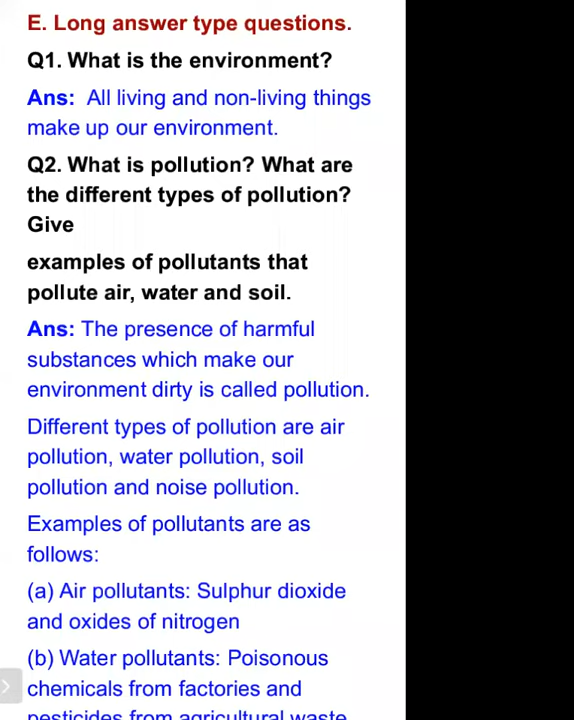 E. Long answer type questions.
Q1. What is the environment?
Ans: All living and non-living things
make up our environment.
Q2. What is pollution? What are
the different types of pollution?
Give
examples of pollutants that
pollute air, water and soil.
Ans: The presence of harmful
substances which make our
environment dirty is called pollution.
Different types of pollution are air
pollution, water pollution, soil
pollution and noise pollution.
Examples of pollutants are as
follows:
(a) Air pollutants: Sulphur dioxide
and oxides of nitrogen
(b) Water pollutants: Poisonous
chemicals from factories and
pesticides from agricultural waste